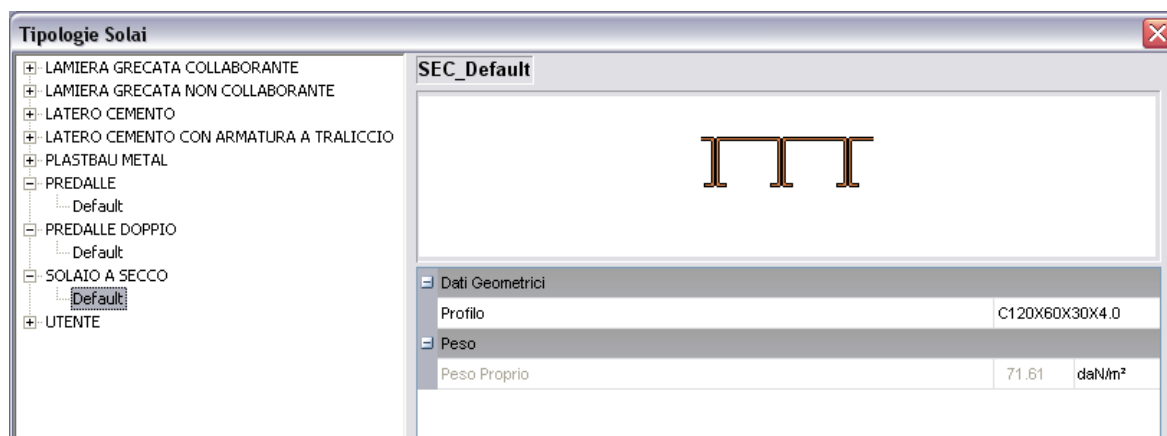 Tipologie Solai
LAMIERA GRECATA COLLABORANTE
LAMIERA GRECATA NON COLLABORANTE
LATERO CEMENTO
LATERO CEMENTO CON ARMATURA A TRALICCIO
PLASTBAU METAL
PREDALLE
Default
PREDALLE DOPPIO
Default
SOLAIO A SECCO
Default
UTENTE
SEC_Default
Dati Geometrici
Profilo C120X60X30X4.0
Peso
Peso Proprio 71.61 daN/m²